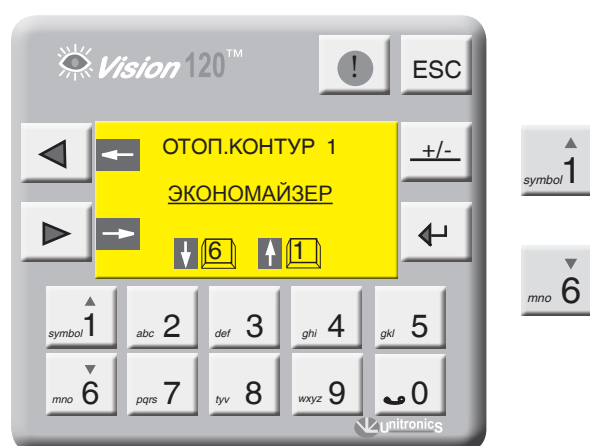 Vision 120™
! ESC
ОТОП.КОНТУР 1
+/-
ЭКОНОМАЙЗЕР
6 1
symbol 1
abc 2
def 3
ghi 4
gkl 5
mno 6
pqrs 7
tyv 8
wxyz 9
0
Unitronics
symbol 1
mno 6